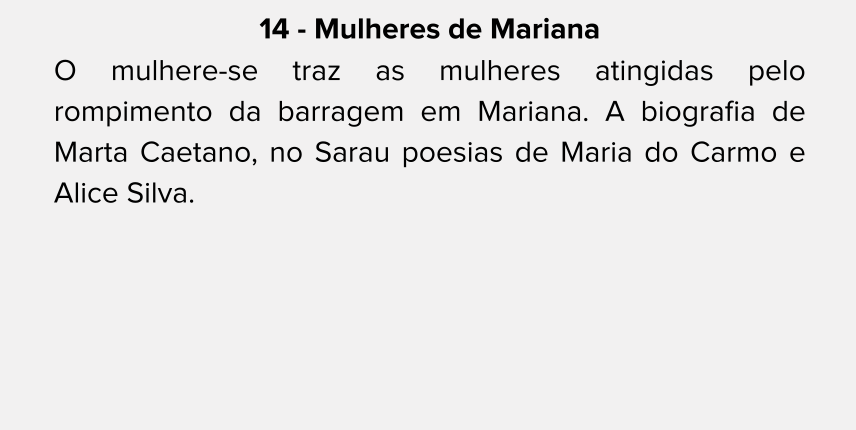 14 - Mulheres de Mariana
O mulhere-se traz as mulheres atingidas pelo
rompimento da barragem em Mariana. A biografia de
Marta Caetano, no Sarau poesias de Maria do Carmo e
Alice Silva.